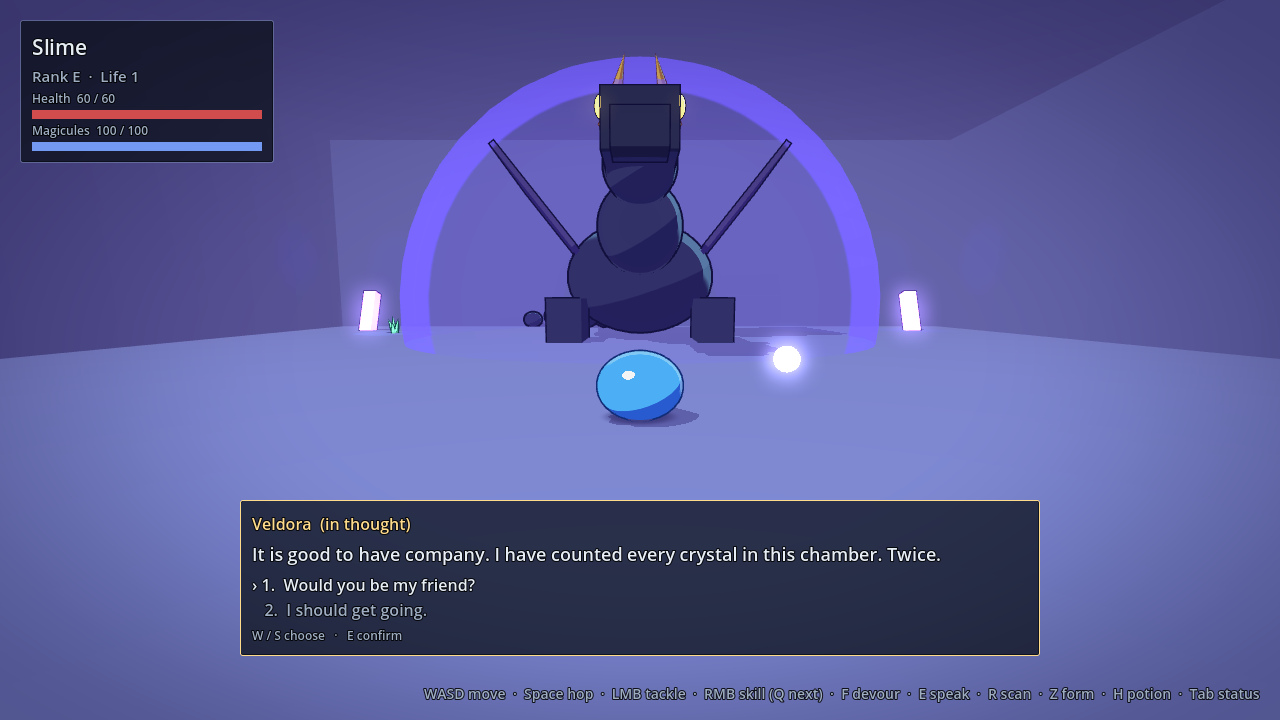 Slime
Rank E · Life 1
Health 60 / 60
Magicules 100 / 100
Veldora (in thought)
It is good to have company. I have counted every crystal in this chamber. Twice.
› 1. Would you be my friend?
2. I should get going.
W / S choose · E confirm
WASD move · Space hop · LMB tackle · RMB skill (Q next) · F devour · E speak · R scan · Z form · H potion · Tab status